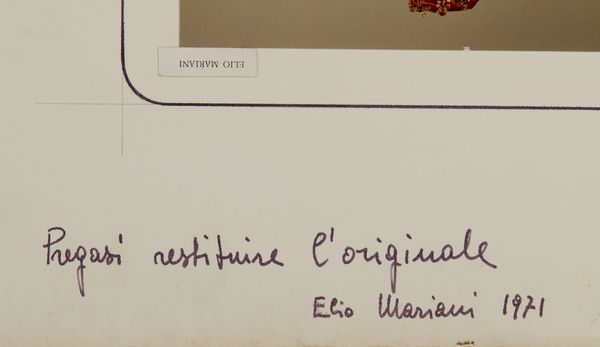 ELIO MARIANI
Pregasi restituire l'originale
Elio Mariani 1971